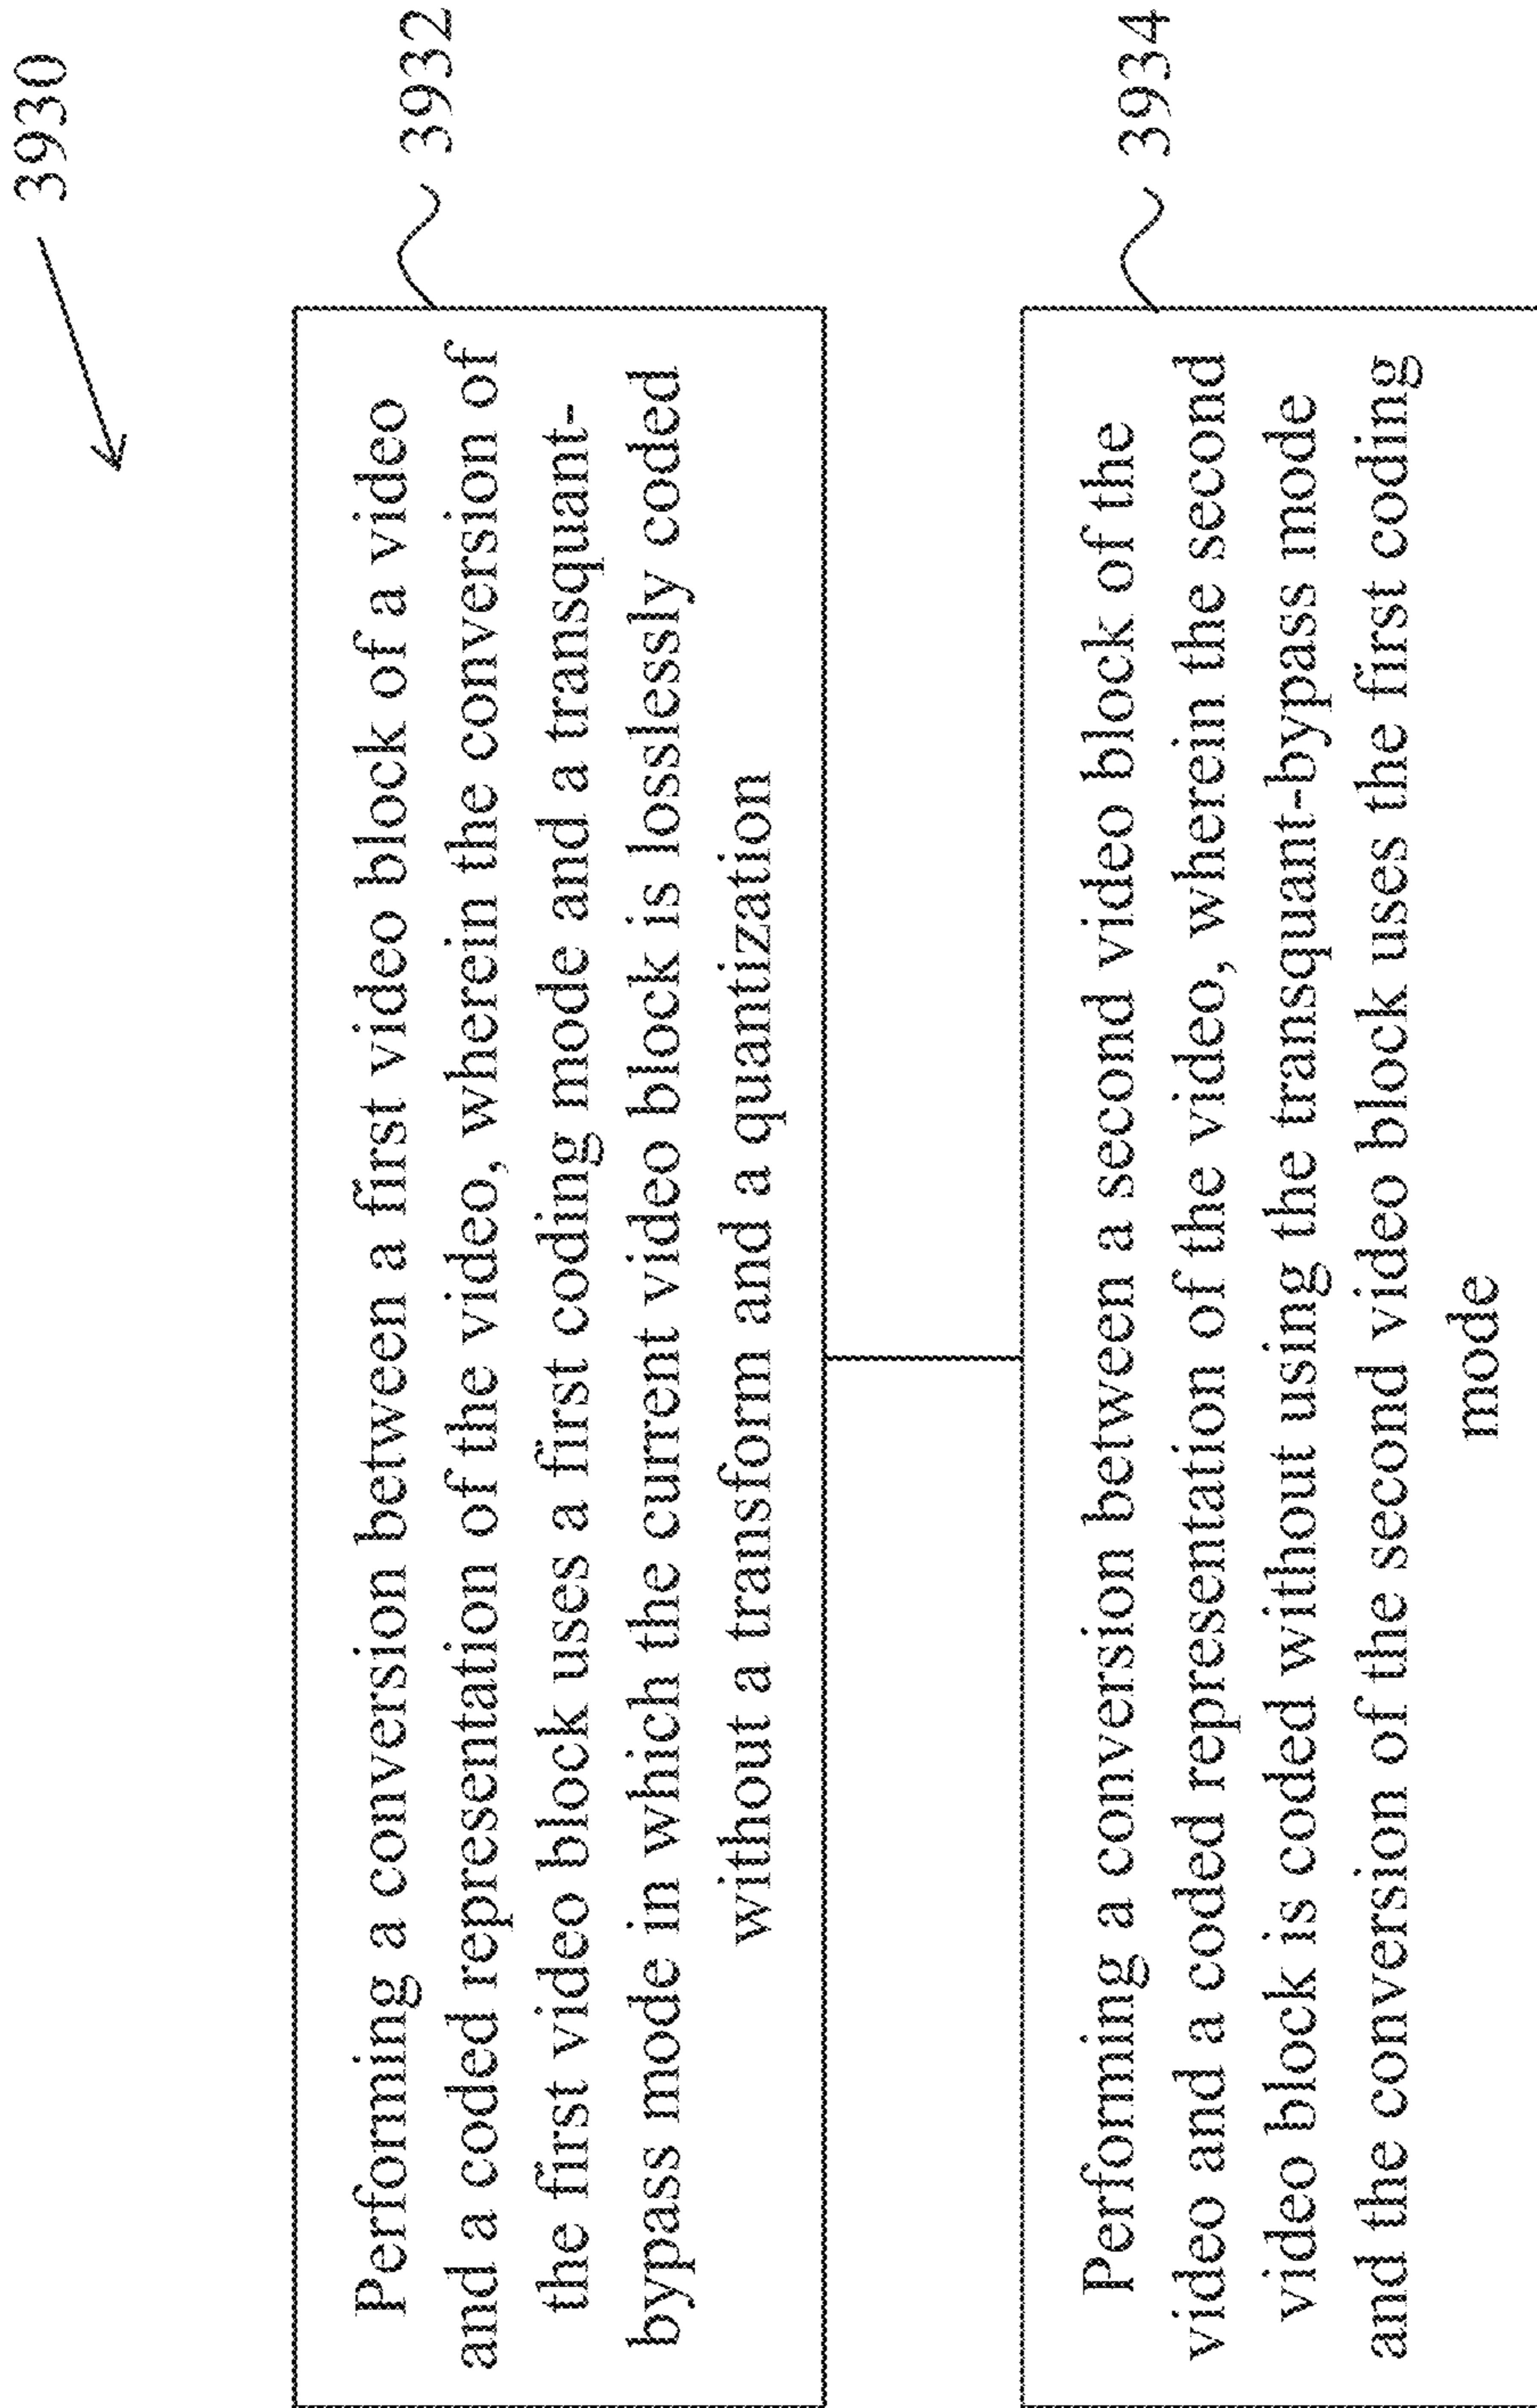 3930
Performing a conversion between a first video block of a video
and a coded representation of the video, wherein the conversion of
the first video block uses a first coding mode and a transquant-
bypass mode in which the current video block is losslessly coded
without a transform and a quantization
3932
Performing a conversion between a second video block of the
video and a coded representation of the video, wherein the second
video block is coded without using the transquant-bypass mode
and the conversion of the second video block uses the first coding
mode
3934